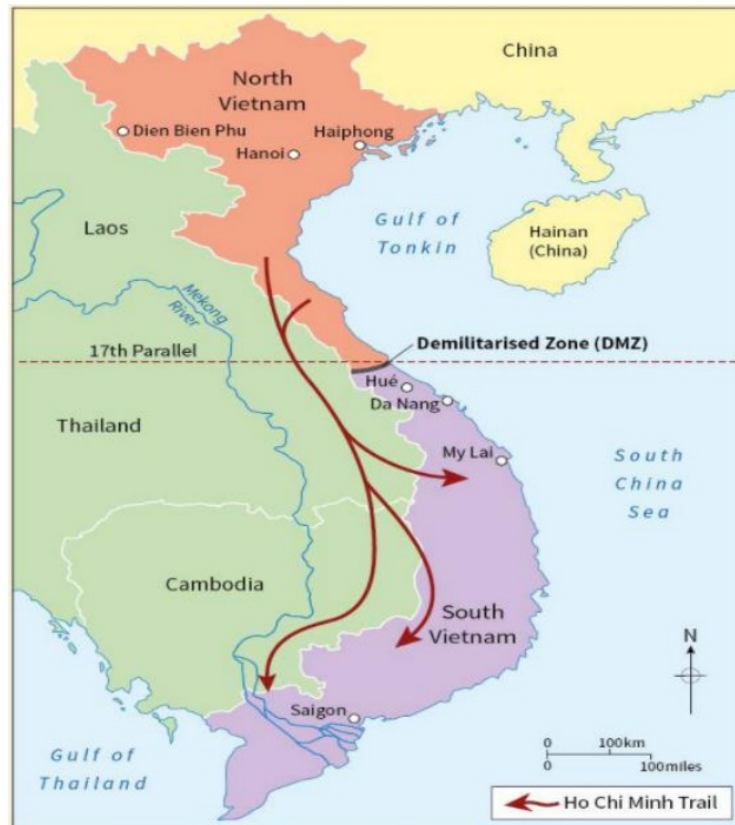 China
North
Vietnam
Dien Bien Phu
Haiphong
Hanoi
Gulf of
Tonkin
Hainan
(China)
Laos
Mekong
River
17th Parallel
Demilitarised Zone (DMZ)
Hué
Da Nang
Thailand
My Lai
South
China
Sea
Cambodia
South
Vietnam
N
Saigon
Gulf of
Thailand
0 100km
0 100miles
Ho Chi Minh Trail